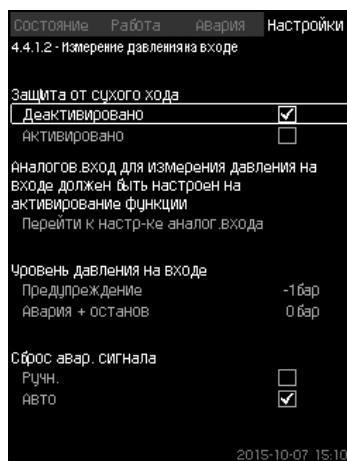 Состояние Работа Авария Настройки
4.4.1.2 - Измерение давления на входе
Защита от сухого хода
Деактивировано
Активировано
Аналогов.вход для измерения давления на
входе должен быть настроен на
активирование функции
Перейти к настр-ке аналог.входа
Уровень давления на входе
Предупреждение -1бар
Авария + останов 0бар
Сброс авар. сигнала
Ручн.
Авто
2015-10-07 15:10